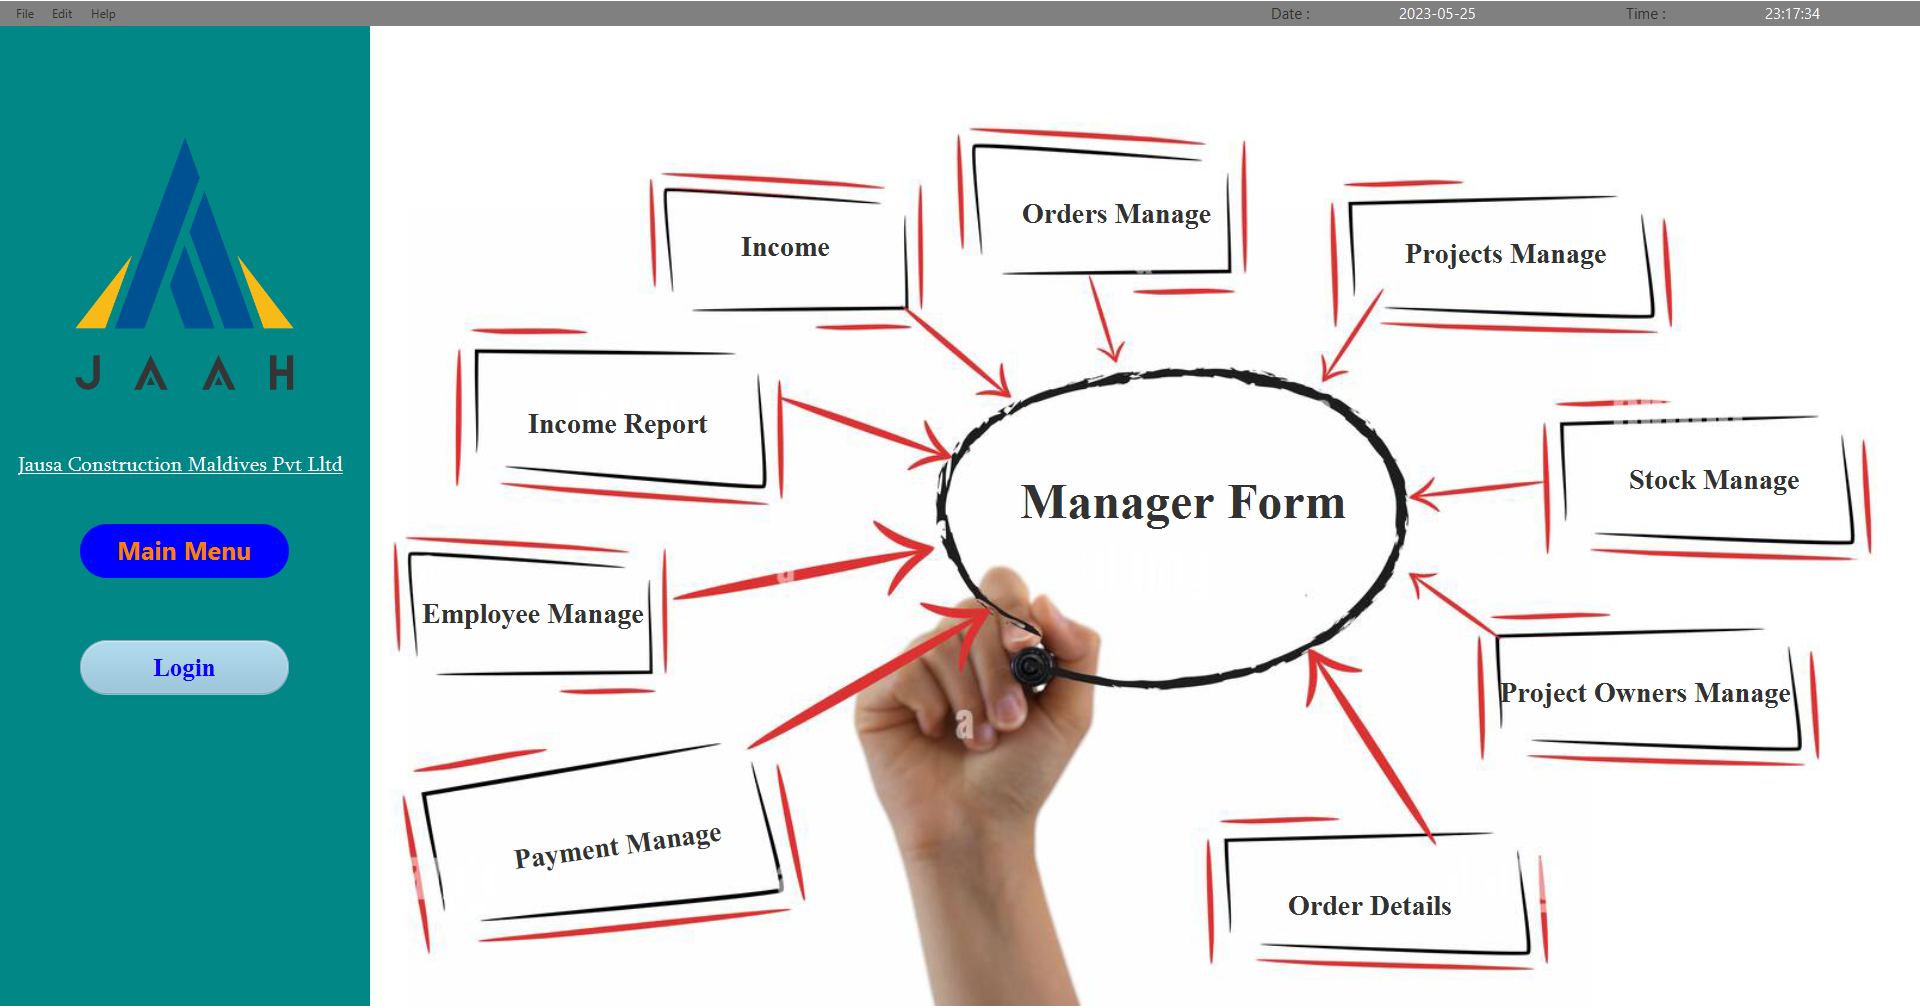 File Edit Help Date : 2023-05-25 Time : 23:17:34
JAAH
Jausa Construction Maldives Pvt Lltd
Main Menu
Login
Orders Manage
Income
Projects Manage
Income Report
Stock Manage
Manager Form
Employee Manage
Project Owners Manage
Payment Manage
Order Details
a
a